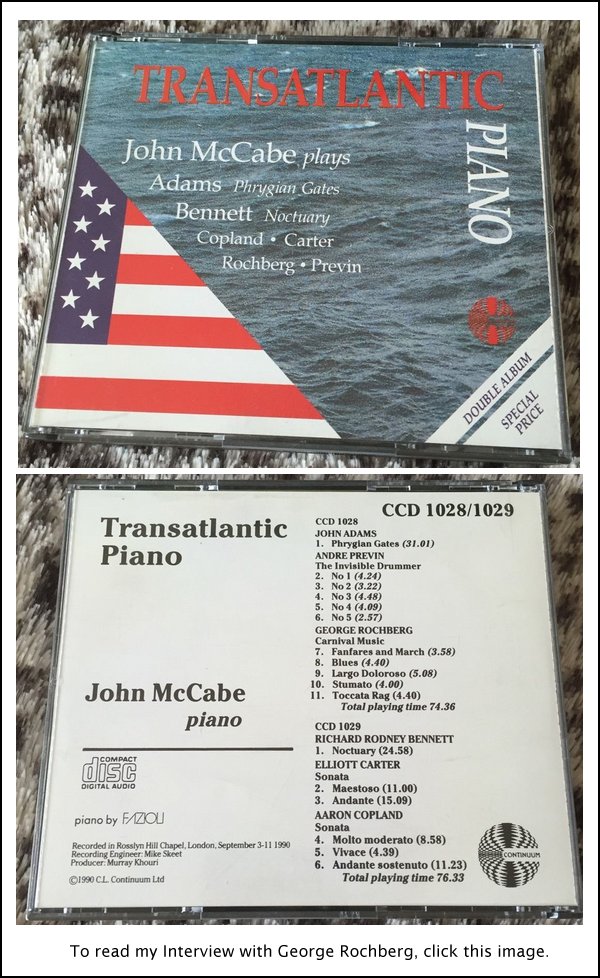 TRANSATLANTIC
PIANO
John McCabe plays
Adams Phrygian Gates
Bennett Noctuary
Copland • Carter
Rochberg • Previn
DOUBLE ALBUM
SPECIAL
PRICE
CCD 1028/1029
Transatlantic
Piano
John McCabe
piano
COMPACT
disc
DIGITAL AUDIO
piano by FAZIOLI
Recorded in Rosslyn Hill Chapel, London, September 3-11 1990
Recording Engineer: Mike Skeet
Producer: Murray Khouri
©1990 C.L. Continuum Ltd
CCD 1028
JOHN ADAMS
1. Phrygian Gates (31.01)
ANDRE PREVIN
The Invisible Drummer
2. No 1 (4.24)
3. No 2 (3.22)
4. No 3 (4.48)
5. No 4 (4.09)
6. No 5 (2.57)
GEORGE ROCHBERG
Carnival Music
7. Fanfares and March (3.58)
8. Blues (4.40)
9. Largo Doloroso (5.08)
10. Stumato (4.00)
11. Toccata Rag (4.40)
Total playing time 74.36
CCD 1029
RICHARD RODNEY BENNETT
1. Noctuary (24.58)
ELLIOTT CARTER
Sonata
2. Maestoso (11.00)
3. Andante (15.09)
AARON COPLAND
Sonata
4. Molto moderato (8.58)
5. Vivace (4.39)
6. Andante sostenuto (11.23)
Total playing time 76.33
CONTINUUM
To read my Interview with George Rochberg, click this image.